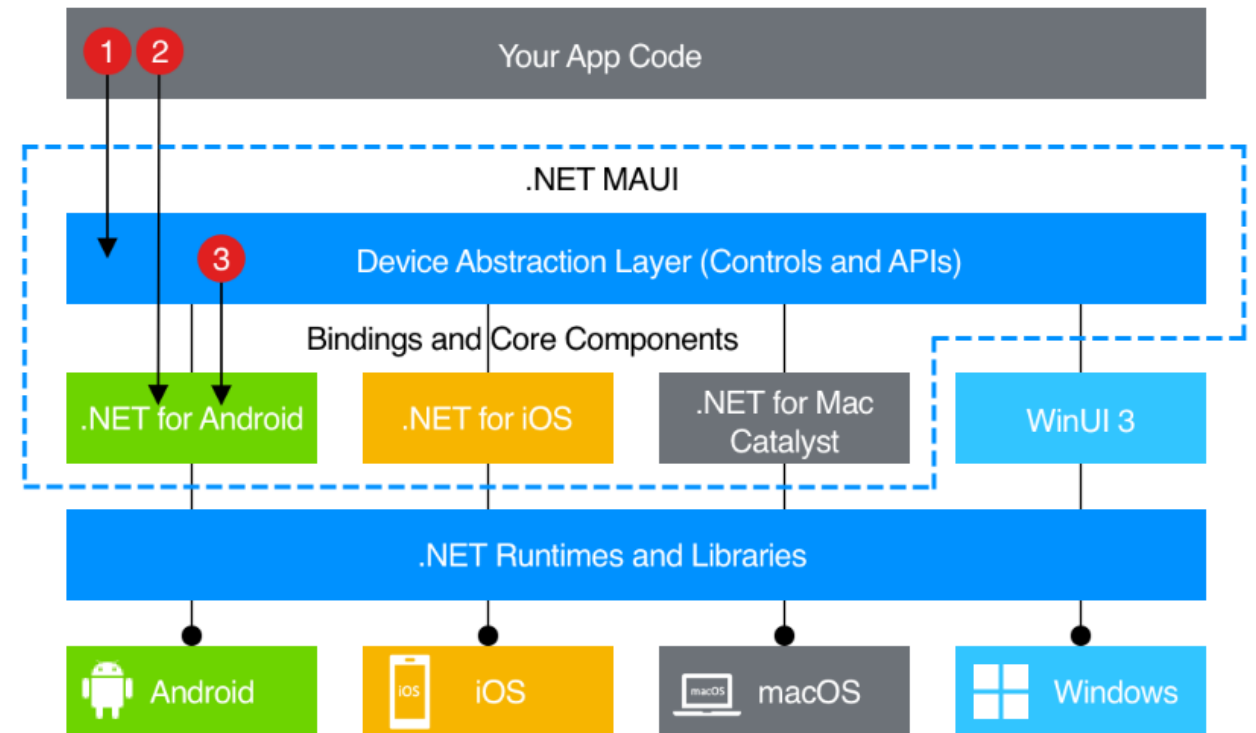 1 2
Your App Code
.NET MAUI
3
Device Abstraction Layer (Controls and APIs)
Bindings and Core Components
.NET for Android
.NET for iOS
.NET for Mac
Catalyst
WinUI 3
.NET Runtimes and Libraries
Android
iOS
iOS
macOS
macOS
Windows